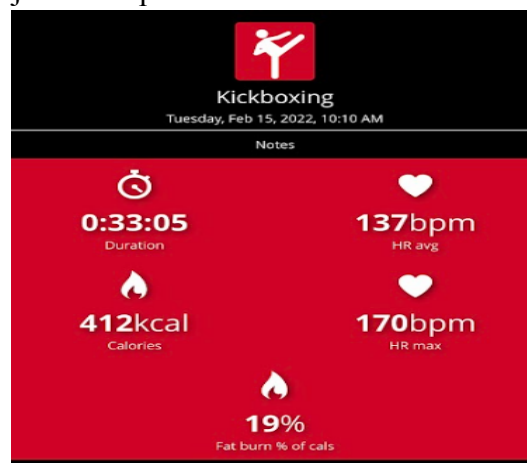 Kickboxing
Tuesday, Feb 15, 2022, 10:10 AM
Notes
0:33:05 137bpm
Duration HR avg
412kcal 170bpm
Calories HR max
19%
Fat burn % of cals